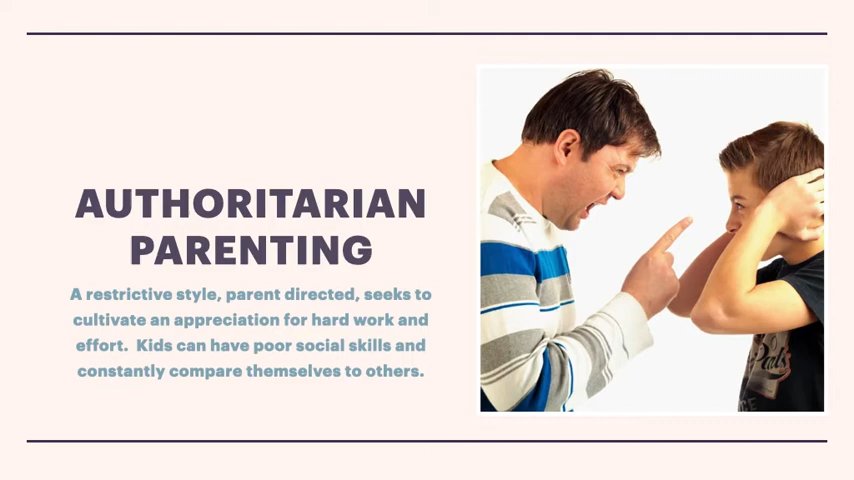 AUTHORITARIAN
PARENTING
A restrictive style, parent directed, seeks to
cultivate an appreciation for hard work and
effort.  Kids can have poor social skills and
constantly compare themselves to others.